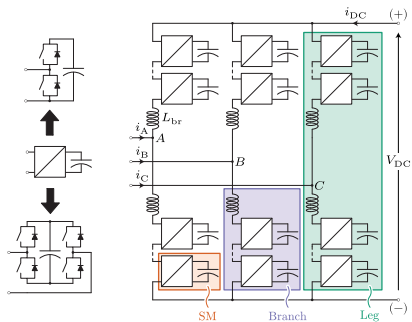 i_DC
(+)
L_br
i_A
A
i_B
B
V_DC
i_C
C
(−)
SM
Branch
Leg